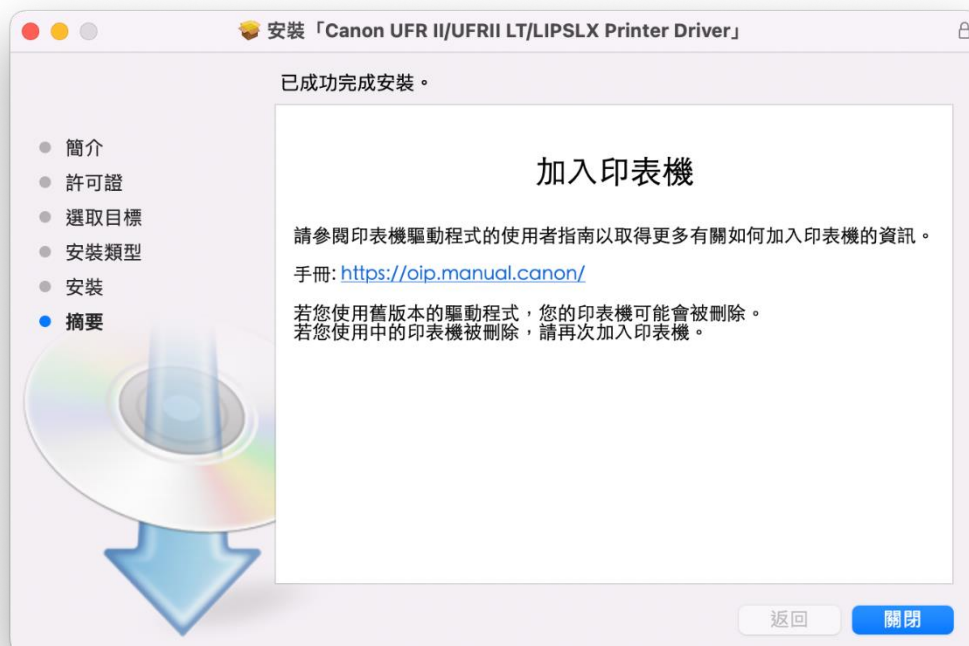 安裝「Canon UFR II/UFRII LT/LIPSLX Printer Driver」
已成功完成安裝。
簡介
許可證
選取目標
安裝類型
安裝
摘要
加入印表機
請參閱印表機驅動程式的使用者指南以取得更多有關如何加入印表機的資訊。
手冊: https://oip.manual.canon/
若您使用舊版本的驅動程式，您的印表機可能會被刪除。
若您使用中的印表機被刪除，請再次加入印表機。
返回
關閉